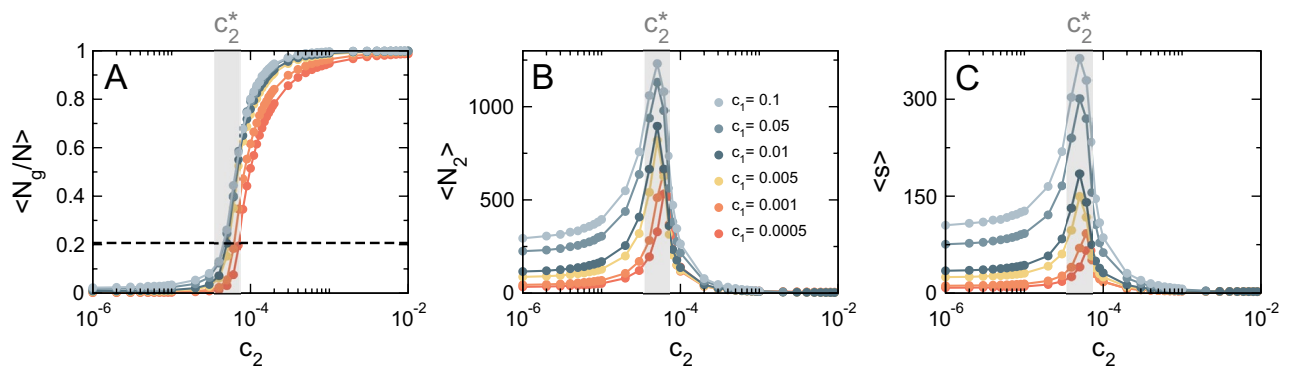 c₂*
c₂*
c₂*
A
B
C
<N_g/N>
1
0.8
0.6
0.4
0.2
0
10⁻⁶
10⁻⁴
10⁻²
c₂
<N₂>
1000
500
0
10⁻⁶
10⁻⁴
10⁻²
c₂
c₁= 0.1
c₁= 0.05
c₁= 0.01
c₁= 0.005
c₁= 0.001
c₁= 0.0005
<s>
300
150
0
10⁻⁶
10⁻⁴
10⁻²
c₂